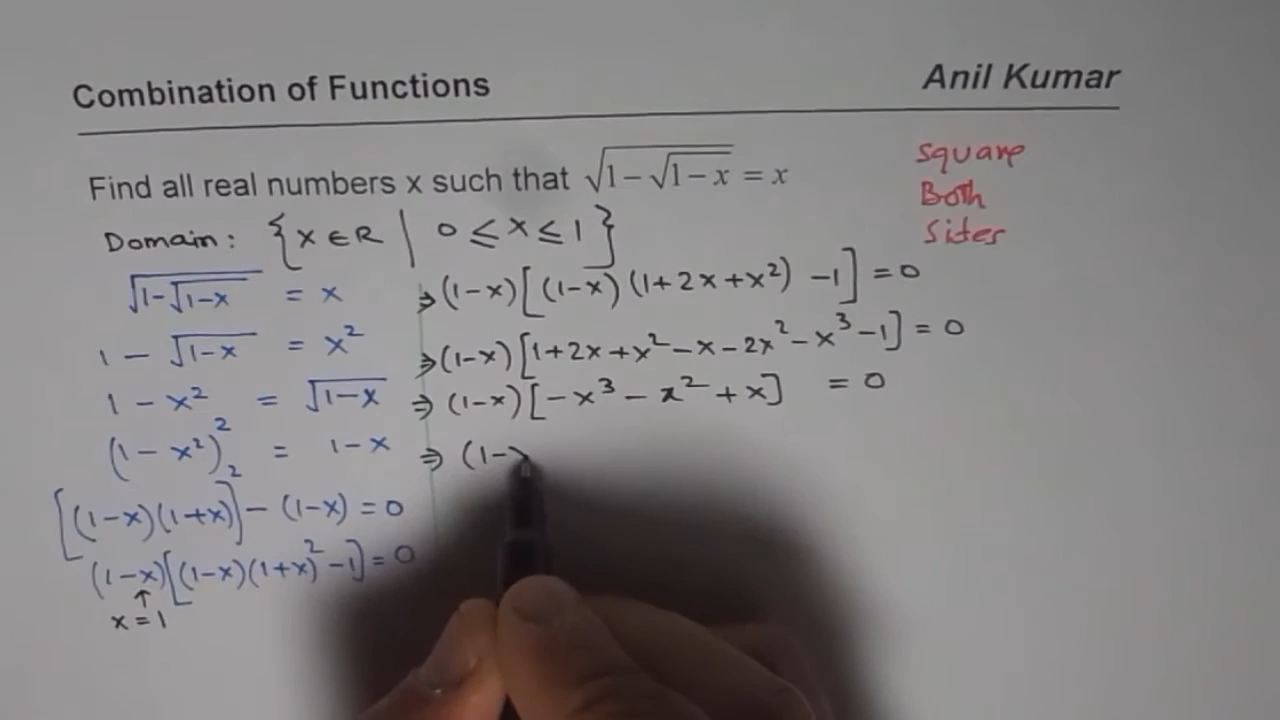 Combination of Functions
Anil Kumar
Find all real numbers x such that √(1−√(1−x)) = x
Square
Both
Sites
Domain: {x ∈ R | 0 ≤ x ≤ 1}
√(1−√(1−x)) = x
1 − √(1−x) = x²
1 − x² = √(1−x)
(1 − x²)² = 1 − x
[(1−x)(1+x)]² − (1−x) = 0
(1−x)[(1−x)(1+x)² − 1] = 0
↑
x = 1
⇒ (1−x)[(1−x)(1+2x+x²) −1] = 0
⇒ (1−x)[1+2x+x²−x−2x²−x³−1] = 0
⇒ (1−x)[−x³ − x² + x] = 0
⇒ (1−x